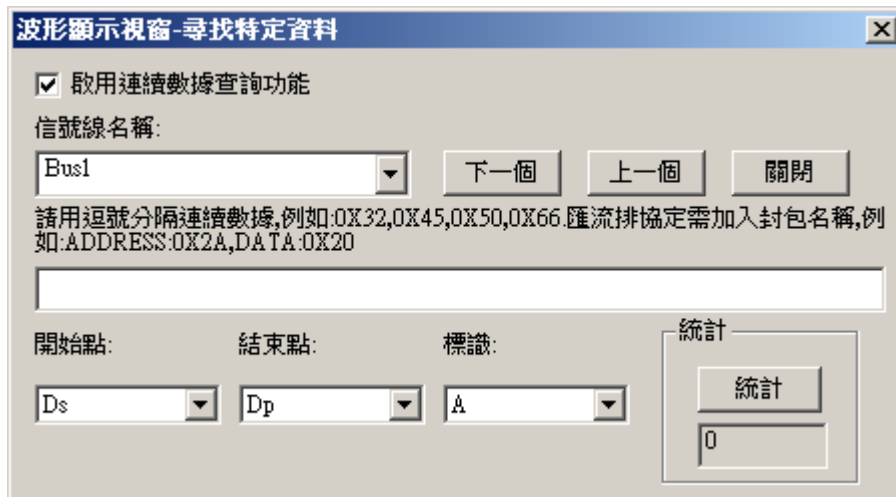 波形顯示視窗-尋找特定資料
啟用連續數據查詢功能
信號線名稱:
Bus1
下一個
上一個
關閉
請用逗號分隔連續數據,例如:0X32,0X45,0X50,0X66.匯流排協定需加入封包名稱,例
如:ADDRESS:0X2A,DATA:0X20
開始點:
結束點:
標識:
統計
Ds
Dp
A
統計
0